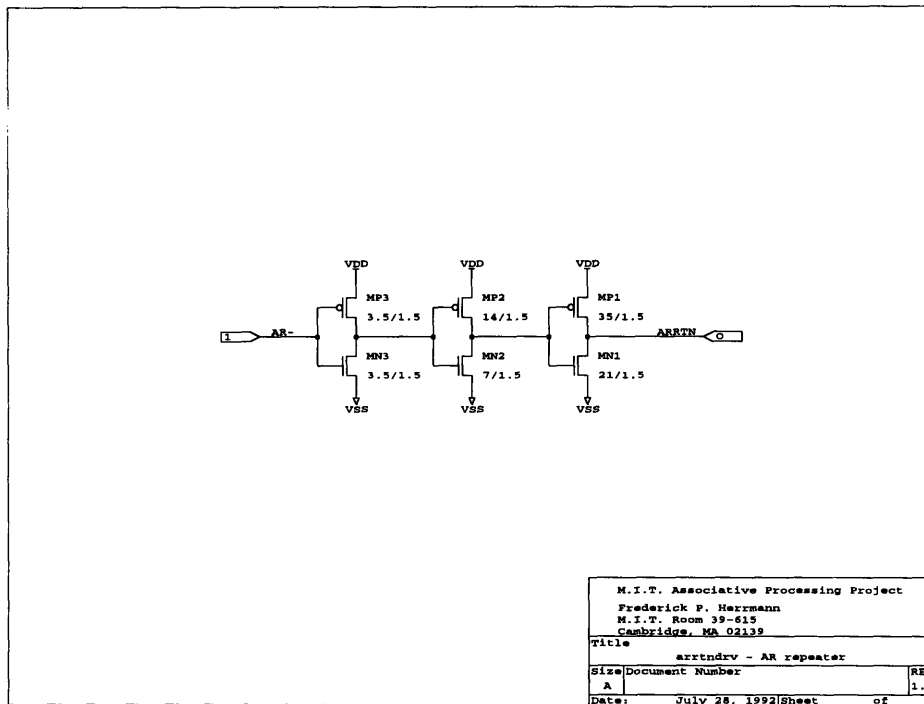 VDD VDD VDD
MP3 MP2 MP1
3.5/1.5 14/1.5 35/1.5
1 AR- ARRTN O
MN3 MN2 MN1
3.5/1.5 7/1.5 21/1.5
VSS VSS VSS
M.I.T. Associative Processing Project
Frederick P. Herrmann
M.I.T. Room 39-615
Cambridge, MA 02139
Title
arrtndrv - AR repeater
Size Document Number RE
A 1.
Date: July 28, 1992 Sheet of